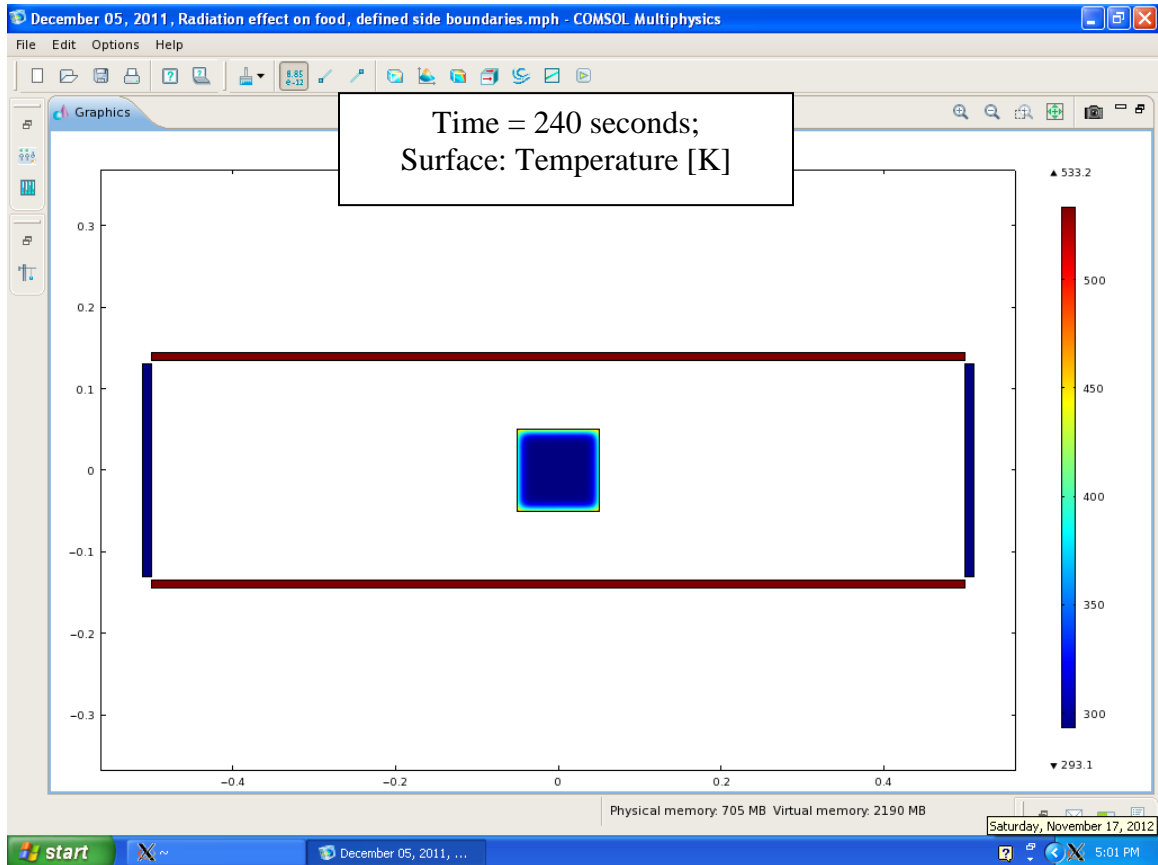 December 05, 2011, Radiation effect on food, defined side boundaries.mph - COMSOL Multiphysics
File Edit Options Help
8.85
e-12
Graphics
Time = 240 seconds;
Surface: Temperature [K]
▲ 533.2
0.3
0.2
0.1
0
−0.1
−0.2
−0.3
500
450
400
350
300
▼ 293.1
−0.4
−0.2
0
0.2
0.4
Physical memory: 705 MB Virtual memory: 2190 MB
Saturday, November 17, 2012
start
~
December 05, 2011, ...
5:01 PM